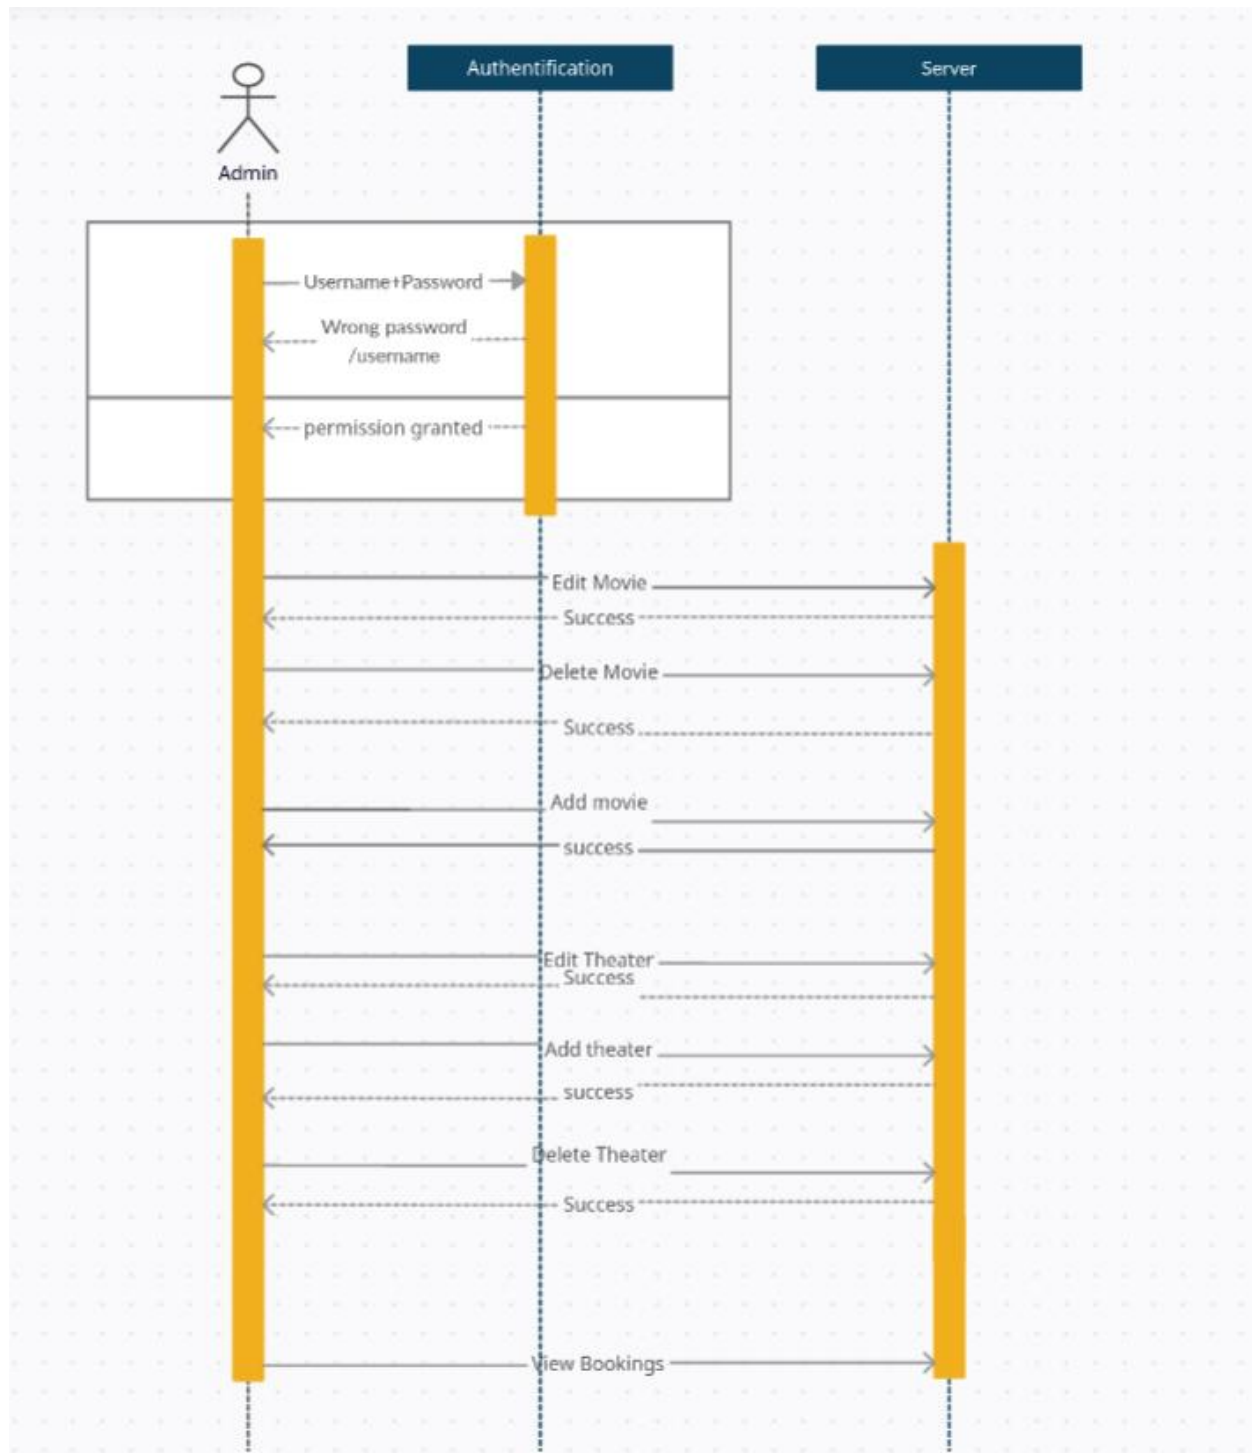 Authentification
Server
Admin
Username+Password
Wrong password
/username
permission granted
Edit Movie
Success
Delete Movie
Success
Add movie
success
Edit Theater
Success
Add theater
success
Delete Theater
Success
View Bookings